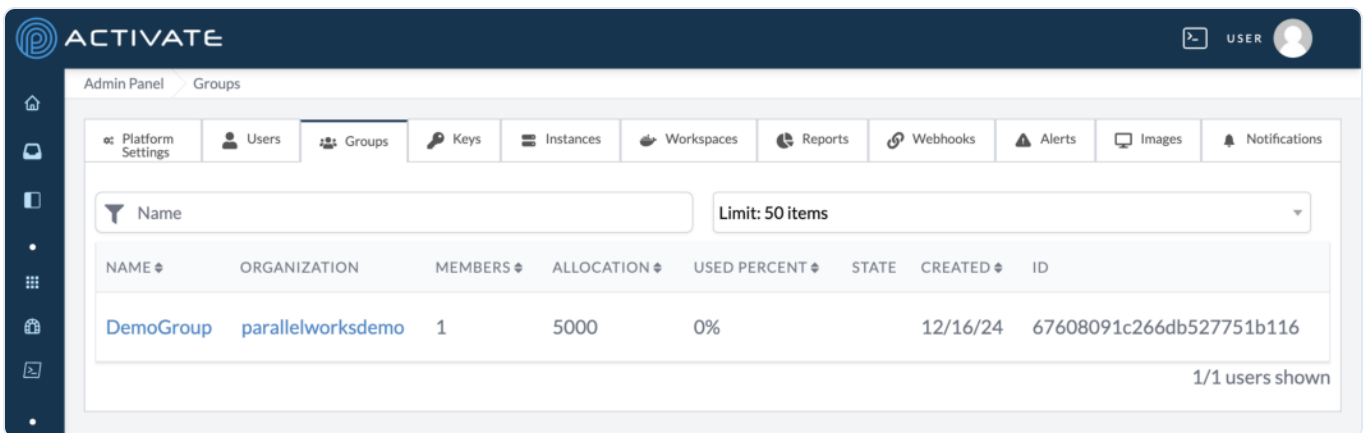 ACTIVATE
USER
Admin Panel Groups
Platform Settings Users Groups Keys Instances Workspaces Reports Webhooks Alerts Images Notifications
Name Limit: 50 items
NAME ORGANIZATION MEMBERS ALLOCATION USED PERCENT STATE CREATED ID
DemoGroup parallelworksdemo 1 5000 0% 12/16/24 67608091c266db527751b116
1/1 users shown